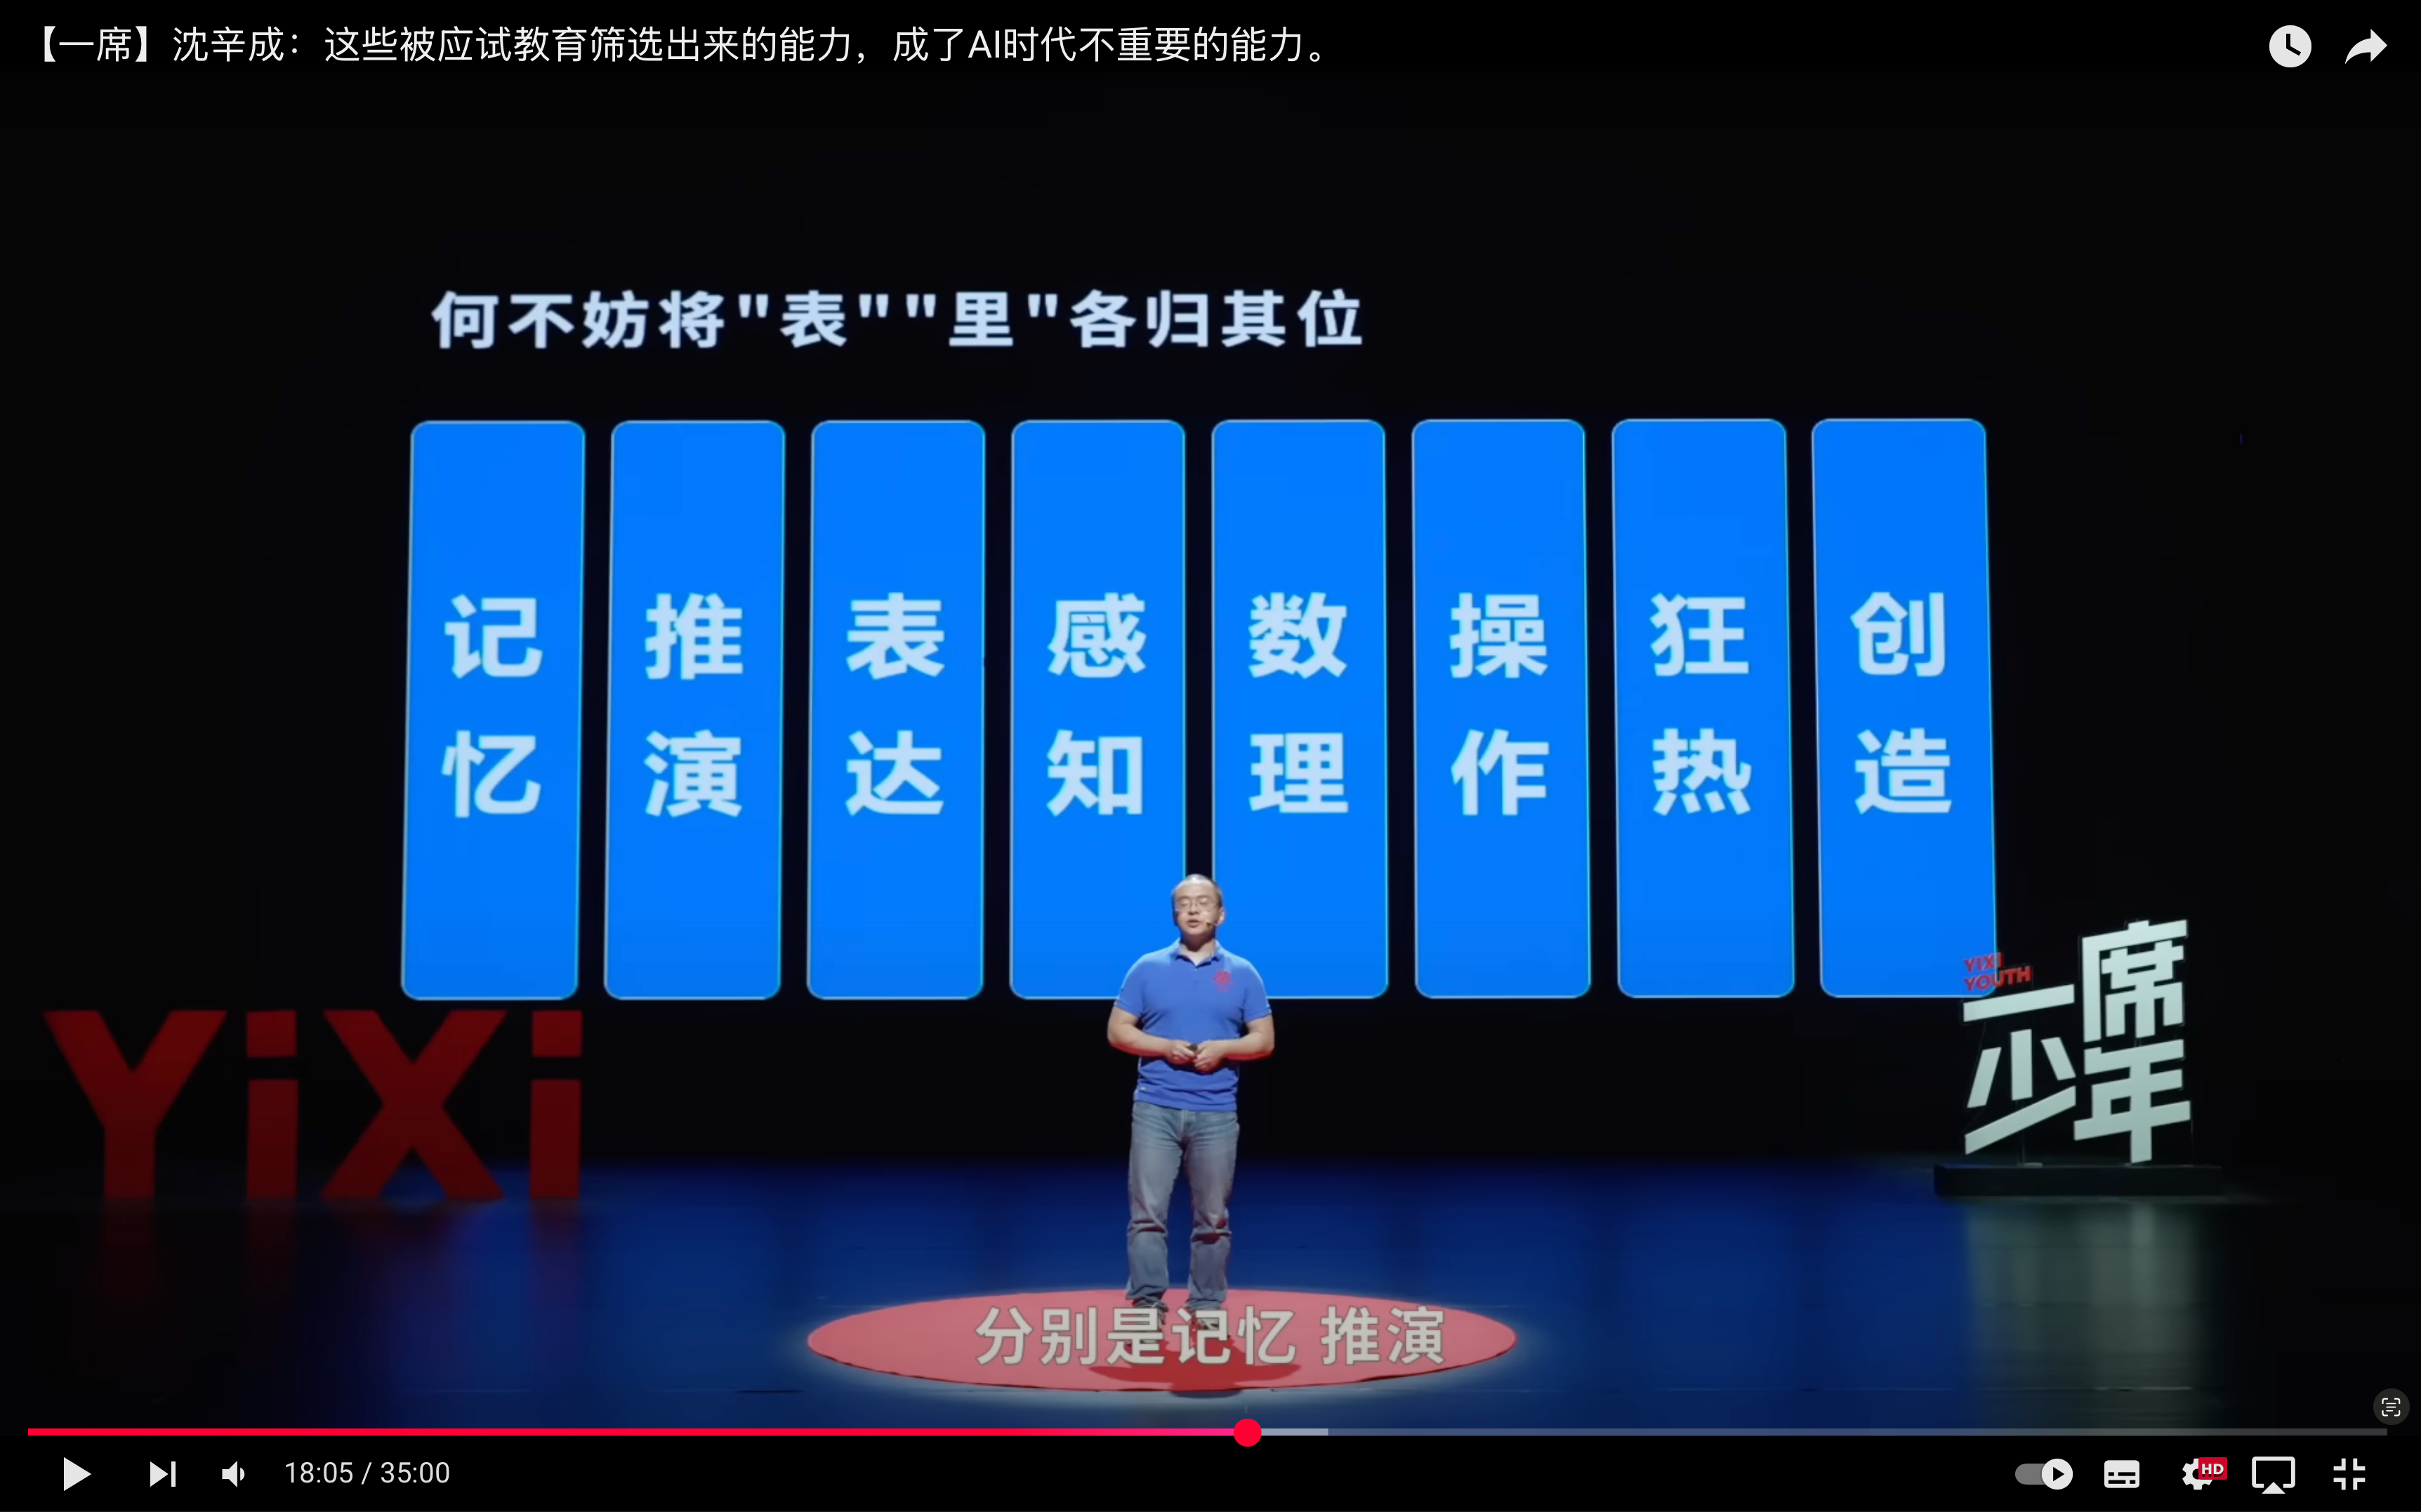 【一席】沈辛成：这些被应试教育筛选出来的能力，成了AI时代不重要的能力。
何不妨将"表""里"各归其位
记忆
推演
表达
感知
数理
操作
狂热
创造
YiXi
YIXI
YOUTH
一席
少年
分别是记忆 推演
18:05 / 35:00
HD